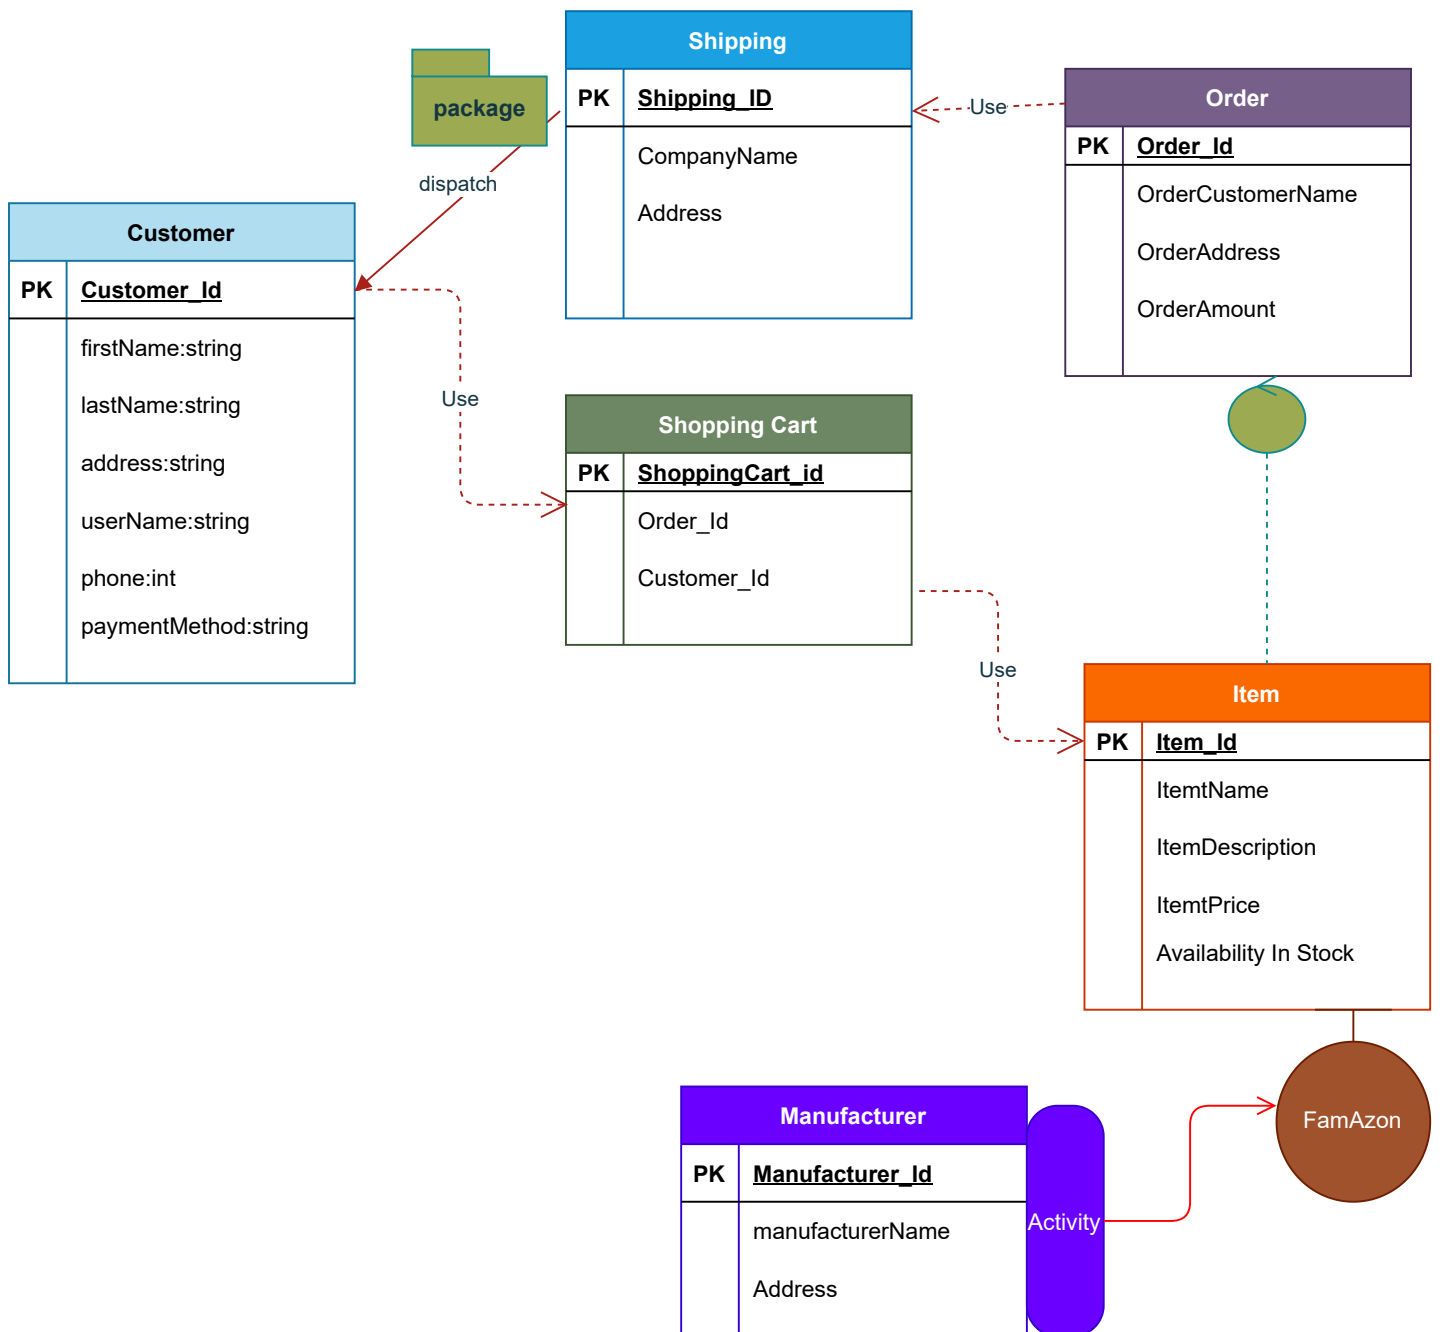 Shipping
PK Shipping_ID
CompanyName
Address
package
dispatch
Use
Order
PK Order_Id
OrderCustomerName
OrderAddress
OrderAmount
Customer
PK Customer_Id
firstName:string
lastName:string
address:string
userName:string
phone:int
paymentMethod:string
Use
Shopping Cart
PK ShoppingCart_id
Order_Id
Customer_Id
Use
Item
PK Item_Id
ItemtName
ItemDescription
ItemtPrice
Availability In Stock
Manufacturer
PK Manufacturer_Id
manufacturerName
Address
Activity
FamAzon